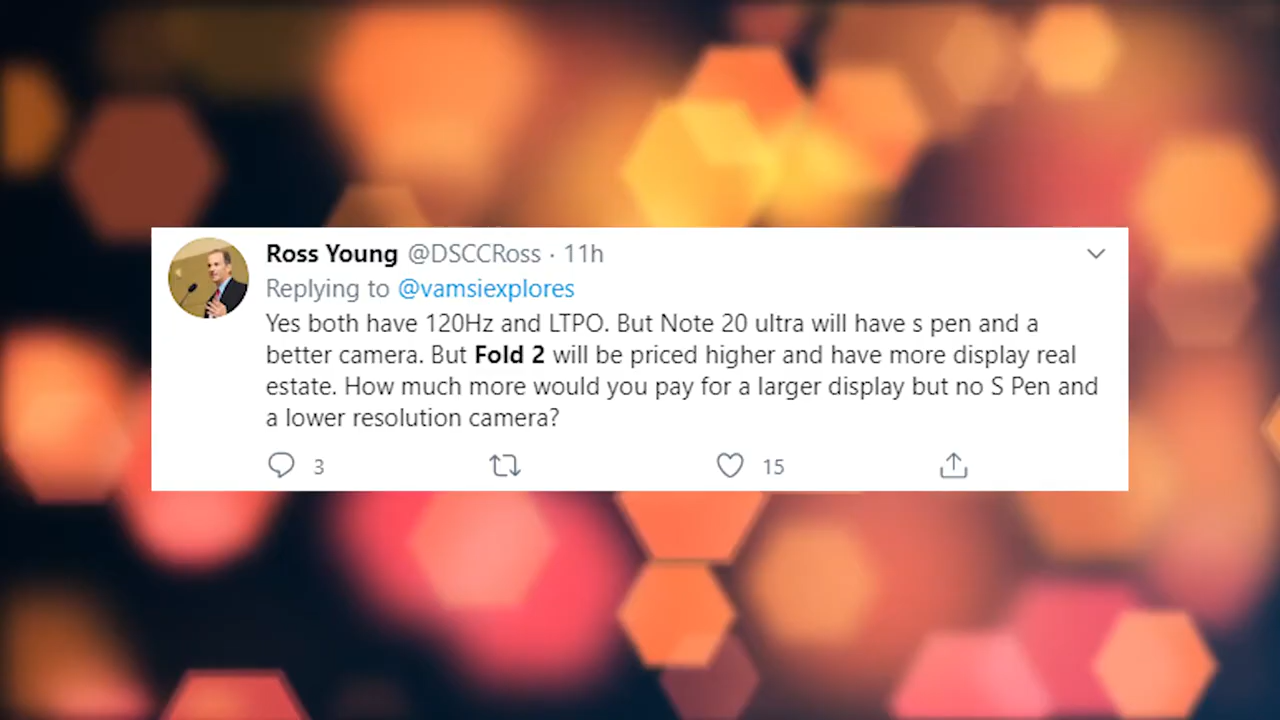 Ross Young @DSCCRoss · 11h
Replying to @vamsiexplores
Yes both have 120Hz and LTPO. But Note 20 ultra will have s pen and a
better camera. But Fold 2 will be priced higher and have more display real
estate. How much more would you pay for a larger display but no S Pen and
a lower resolution camera?
3 15